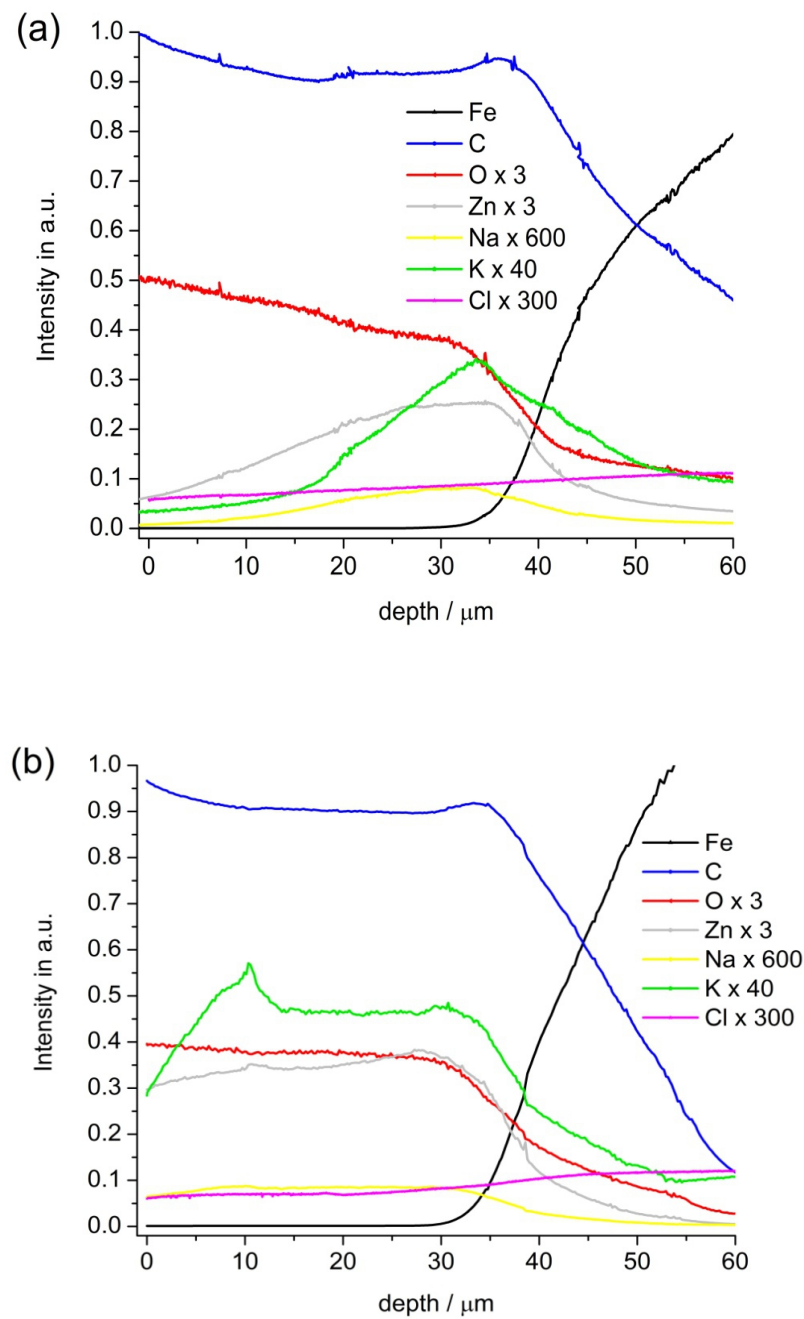 (a)
1.0
0.9
0.8
0.7
0.6
0.5
0.4
0.3
0.2
0.1
0.0
Intensity in a.u.
Fe
C
O x 3
Zn x 3
Na x 600
K x 40
Cl x 300
0 10 20 30 40 50 60
depth / μm
(b)
1.0
0.9
0.8
0.7
0.6
0.5
0.4
0.3
0.2
0.1
0.0
Intensity in a.u.
Fe
C
O x 3
Zn x 3
Na x 600
K x 40
Cl x 300
0 10 20 30 40 50 60
depth / μm